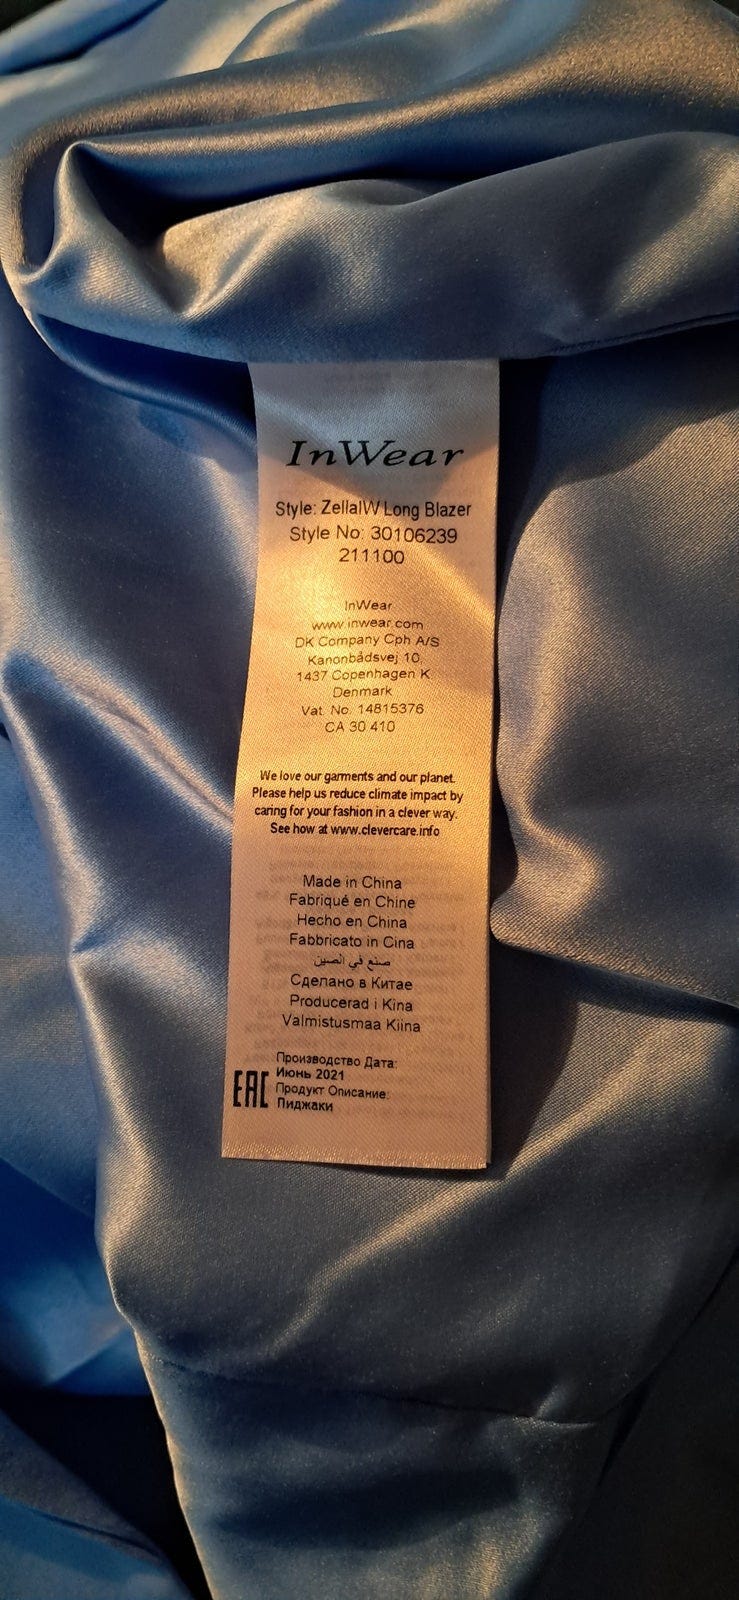 InWear
Style: ZellaIW Long Blazer
Style No: 30106239
211100
InWear
www.inwear.com
DK Company Cph A/S
Kanonbådsvej 10,
1437 Copenhagen K
Denmark
Vat. No. 14815376
CA 30 410
We love our garments and our planet.
Please help us reduce climate impact by
caring for your fashion in a clever way.
See how at www.clevercare.info
Made in China
Fabriqué en Chine
Hecho en China
Fabbricato in Cina
صنع في الصين
Сделано в Китае
Producerad i Kina
Valmistusmaa Kiina
Производство Дата:
Июнь 2021
EAC
Продукт Описание:
Пиджаки